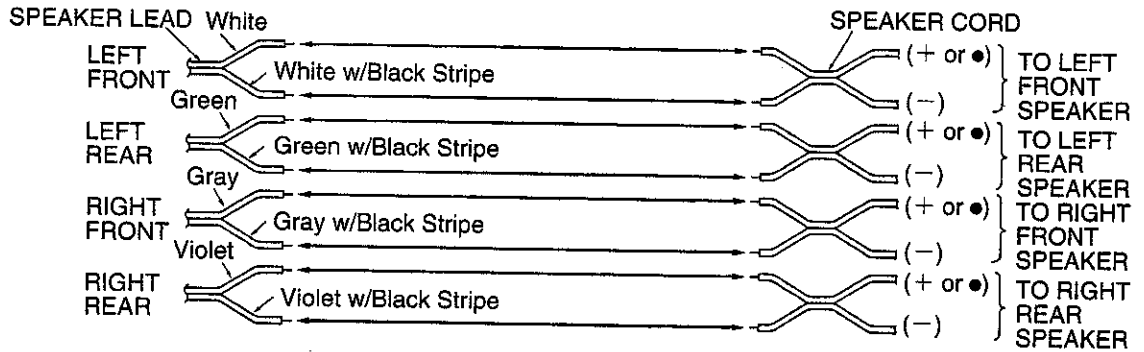 SPEAKER LEAD
White
LEFT
FRONT
White w/Black Stripe
SPEAKER CORD
(+ or ●)
(−)
TO LEFT
FRONT
SPEAKER
Green
LEFT
REAR
Green w/Black Stripe
(+ or ●)
(−)
TO LEFT
REAR
SPEAKER
Gray
RIGHT
FRONT
Gray w/Black Stripe
(+ or ●)
(−)
TO RIGHT
FRONT
SPEAKER
Violet
RIGHT
REAR
Violet w/Black Stripe
(+ or ●)
(−)
TO RIGHT
REAR
SPEAKER